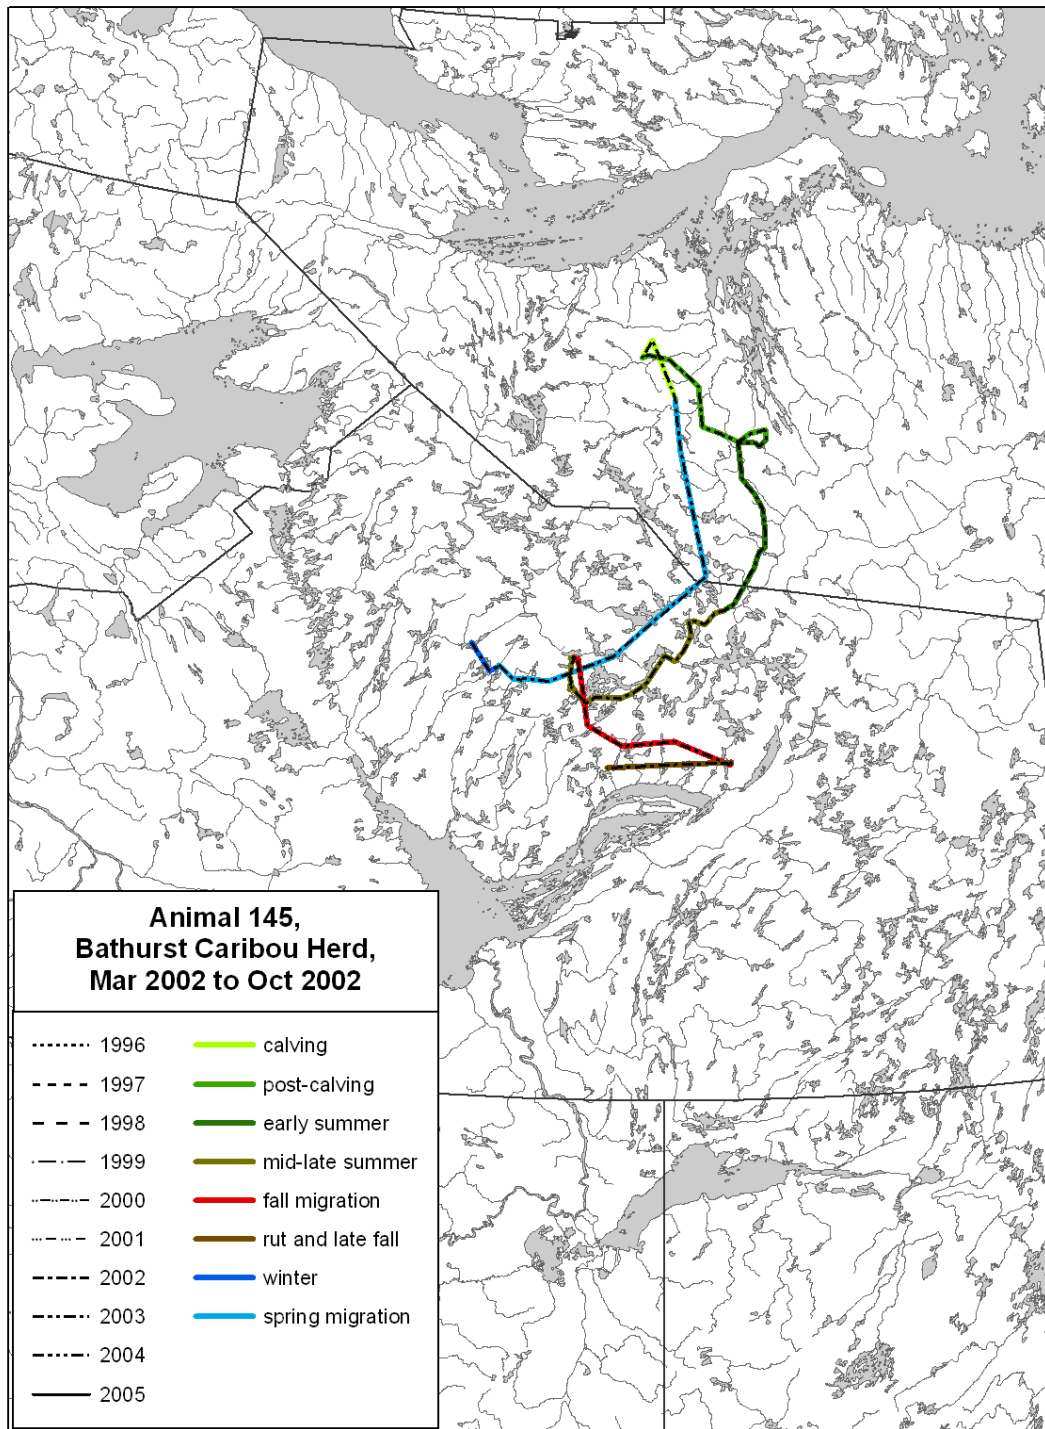 Animal 145,
Bathurst Caribou Herd,
Mar 2002 to Oct 2002
1996
1997
1998
1999
2000
2001
2002
2003
2004
2005
calving
post-calving
early summer
mid-late summer
fall migration
rut and late fall
winter
spring migration